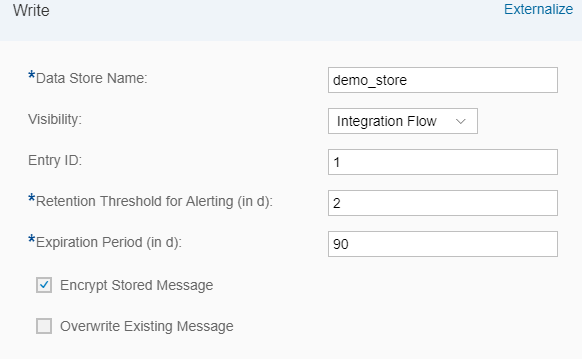 Write
Externalize
*Data Store Name:
demo_store
Visibility:
Integration Flow
Entry ID:
1
*Retention Threshold for Alerting (in d):
2
*Expiration Period (in d):
90
Encrypt Stored Message
Overwrite Existing Message